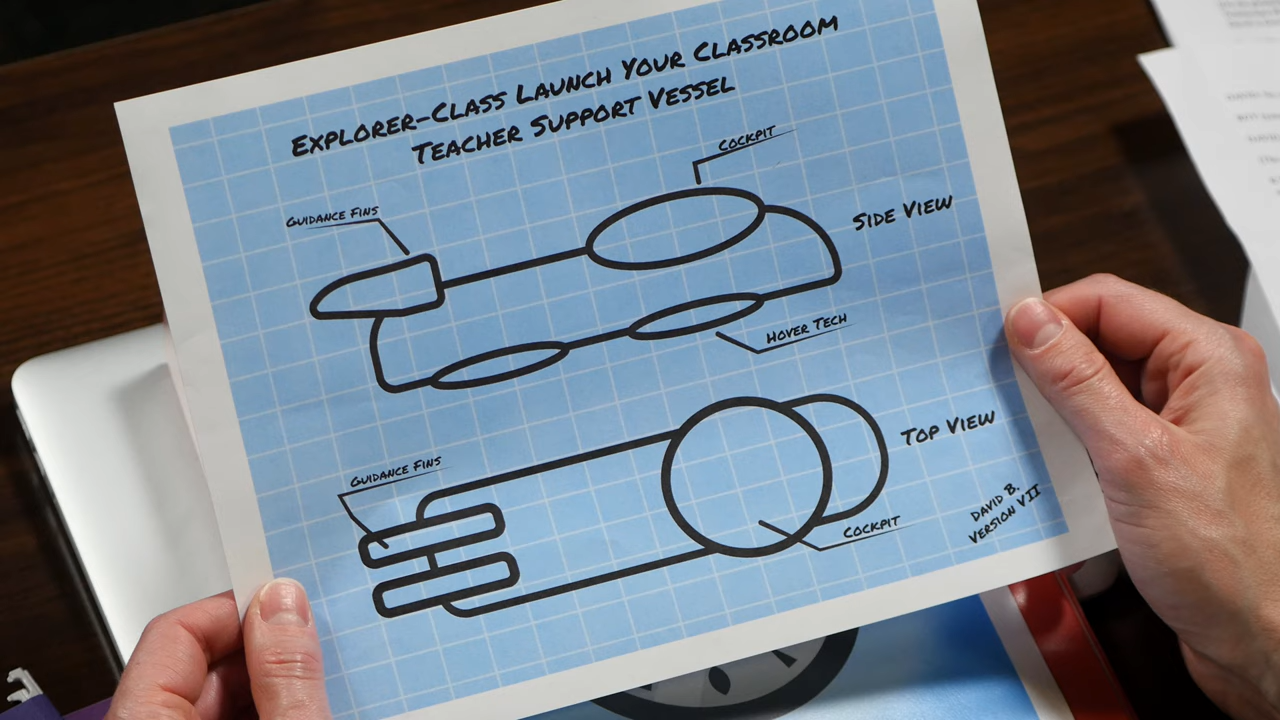 Explorer-Class Launch Your Classroom
Teacher Support Vessel
Cockpit
Guidance Fins
Side View
Hover Tech
Top View
Guidance Fins
Cockpit
David B.
Version VII